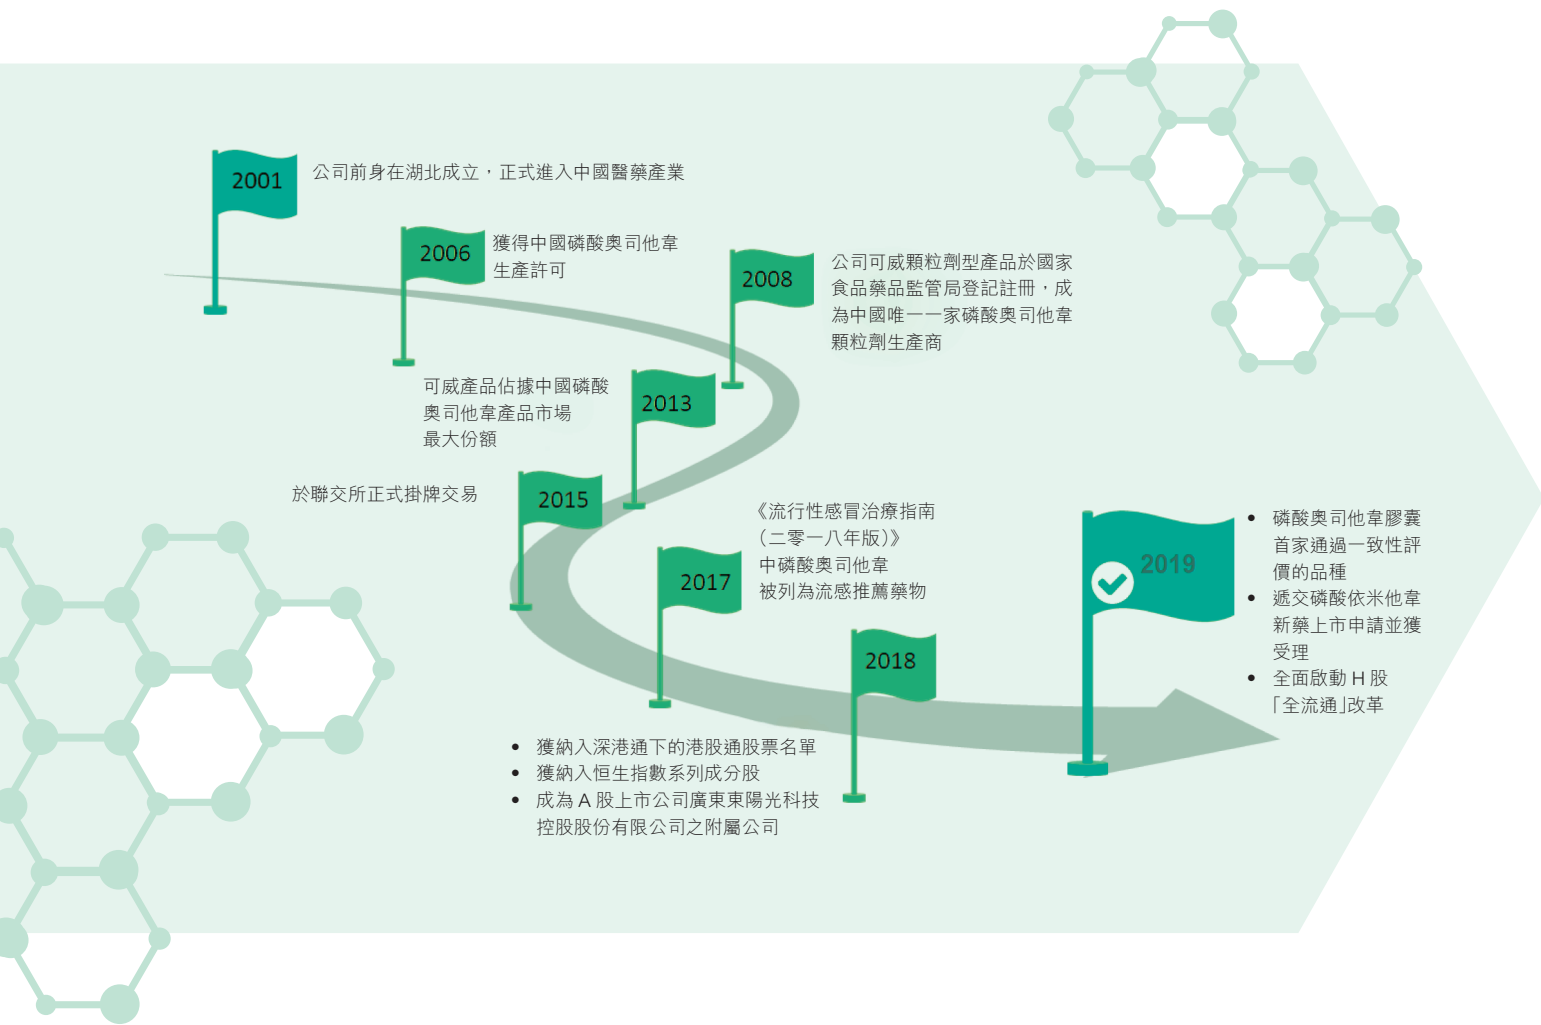 2001
公司前身在湖北成立，正式進入中國醫藥產業
2006
獲得中國磷酸奧司他韋
生產許可
2008
公司可威顆粒劑型產品於國家
食品藥品監管局登記註冊，成
為中國唯一一家磷酸奧司他韋
顆粒劑生產商
2013
可威產品佔據中國磷酸
奧司他韋產品市場
最大份額
2015
於聯交所正式掛牌交易
2017
• 獲納入深港通下的港股通股票名單
• 獲納入恒生指數系列成分股
• 成為 A 股上市公司廣東東陽光科技
控股股份有限公司之附屬公司
2018
《流行性感冒治療指南
（二零一八年版）》
中磷酸奧司他韋
被列為流感推薦藥物
2019
• 磷酸奧司他韋膠囊
首家通過一致性評
價的品種
• 遞交磷酸依米他韋
新藥上市申請並獲
受理
• 全面啟動 H 股
「全流通」改革